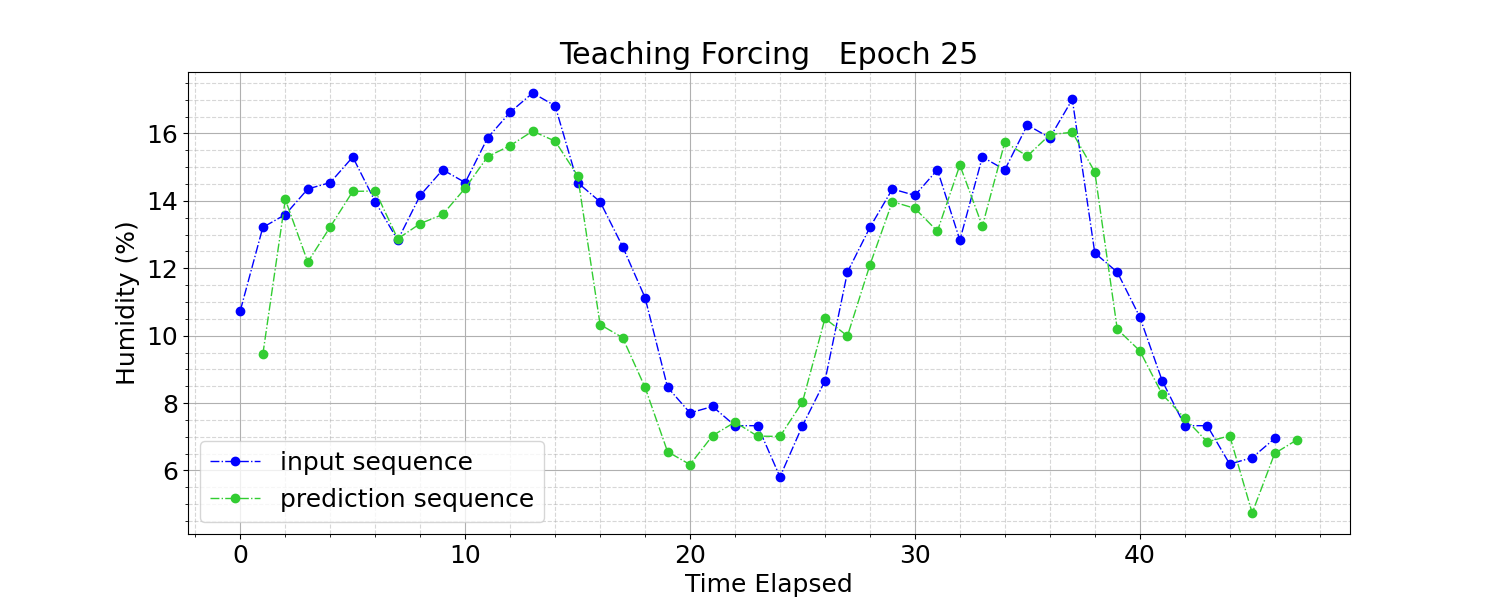 Teaching Forcing   Epoch 25
Humidity (%)
16
14
12
10
8
6
input sequence
prediction sequence
0 10 20 30 40
Time Elapsed